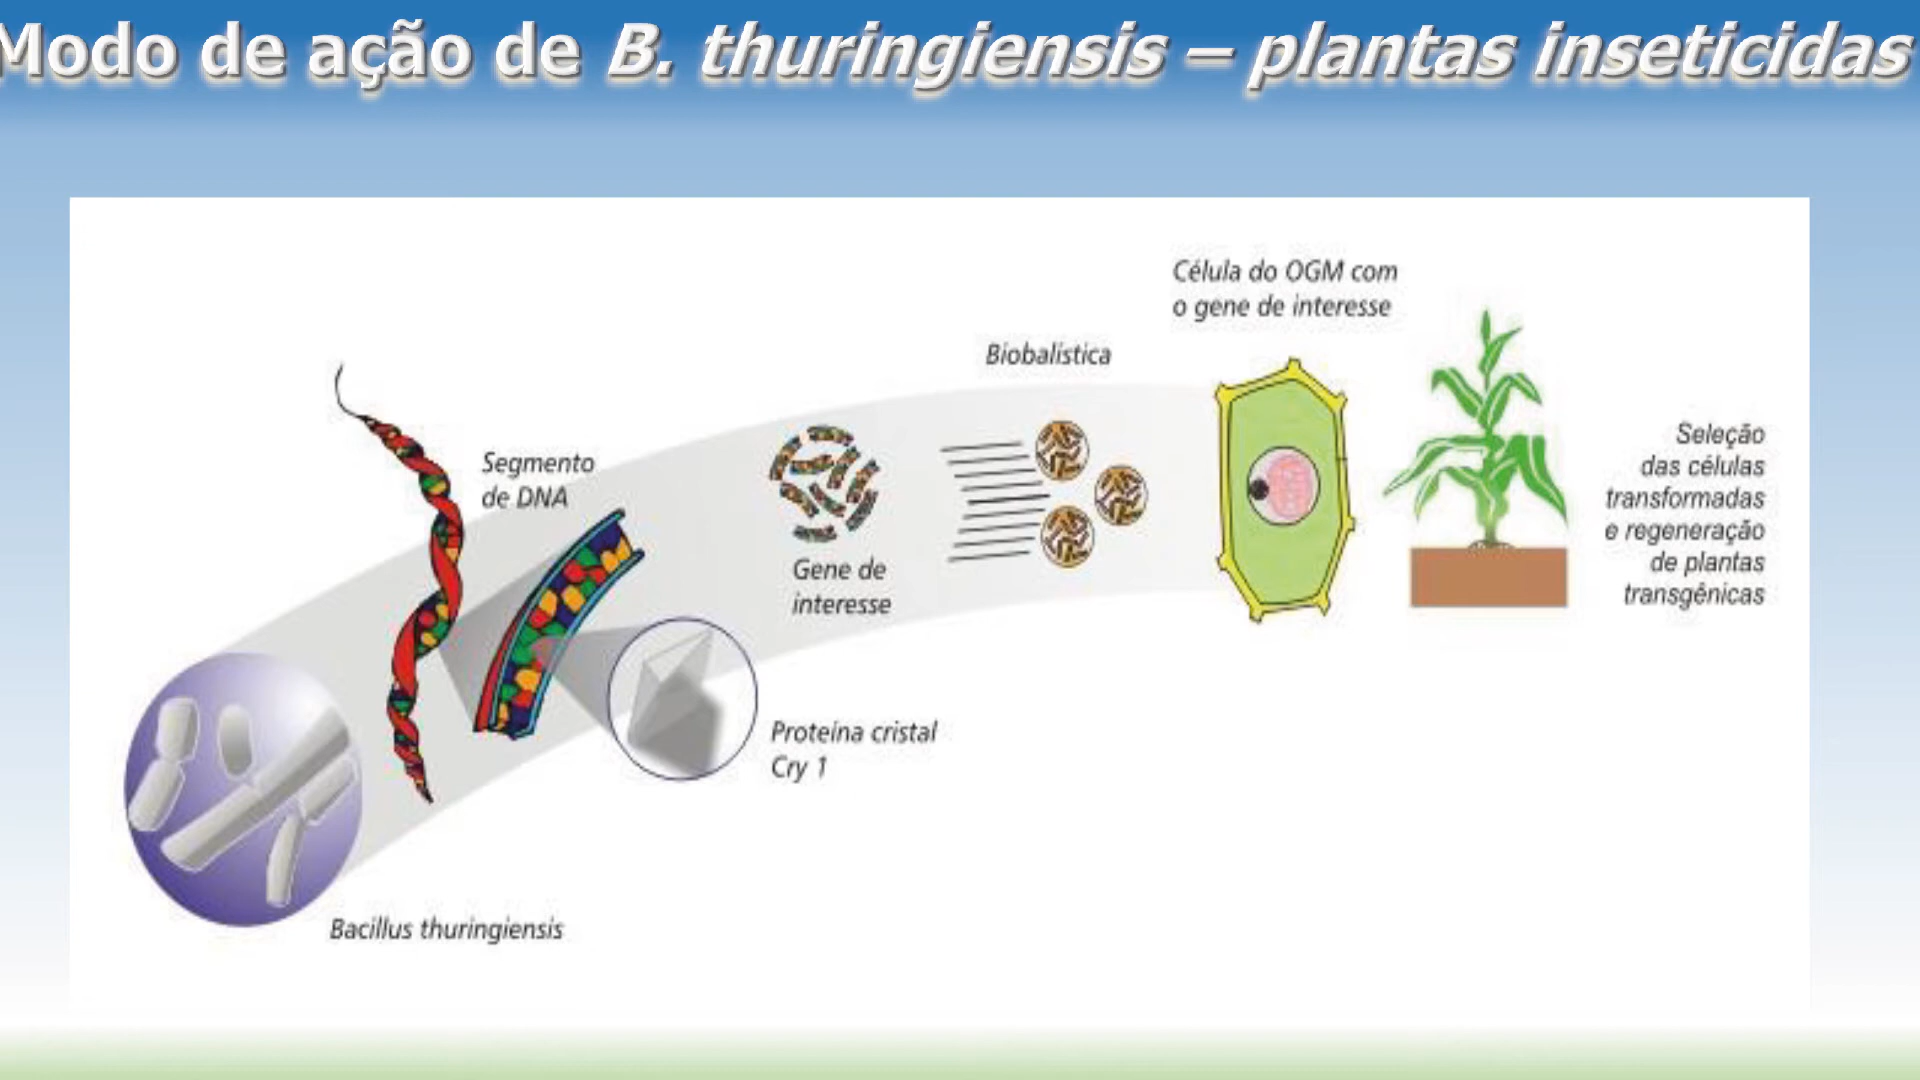 Modo de ação de B. thuringiensis – plantas inseticidas
Célula do OGM com
o gene de interesse
Biobalística
Segmento
de DNA
Gene de
interesse
Seleção
das células
transformadas
e regeneração
de plantas
transgênicas
Proteína cristal
Cry 1
Bacillus thuringiensis